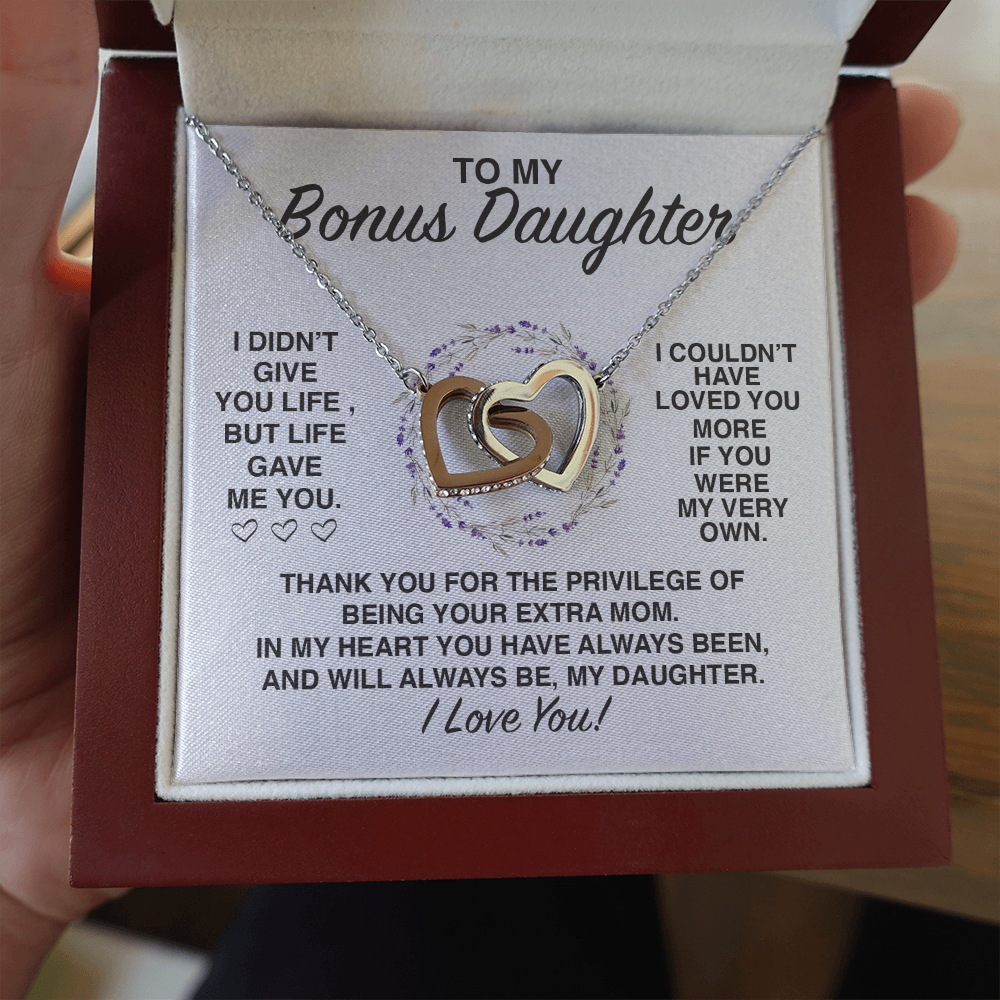 TO MY
Bonus Daughter
I DIDN'T
GIVE
YOU LIFE ,
BUT LIFE
GAVE
ME YOU.
I COULDN'T
HAVE
LOVED YOU
MORE
IF YOU
WERE
MY VERY
OWN.
THANK YOU FOR THE PRIVILEGE OF
BEING YOUR EXTRA MOM.
IN MY HEART YOU HAVE ALWAYS BEEN,
AND WILL ALWAYS BE, MY DAUGHTER.
I Love You!